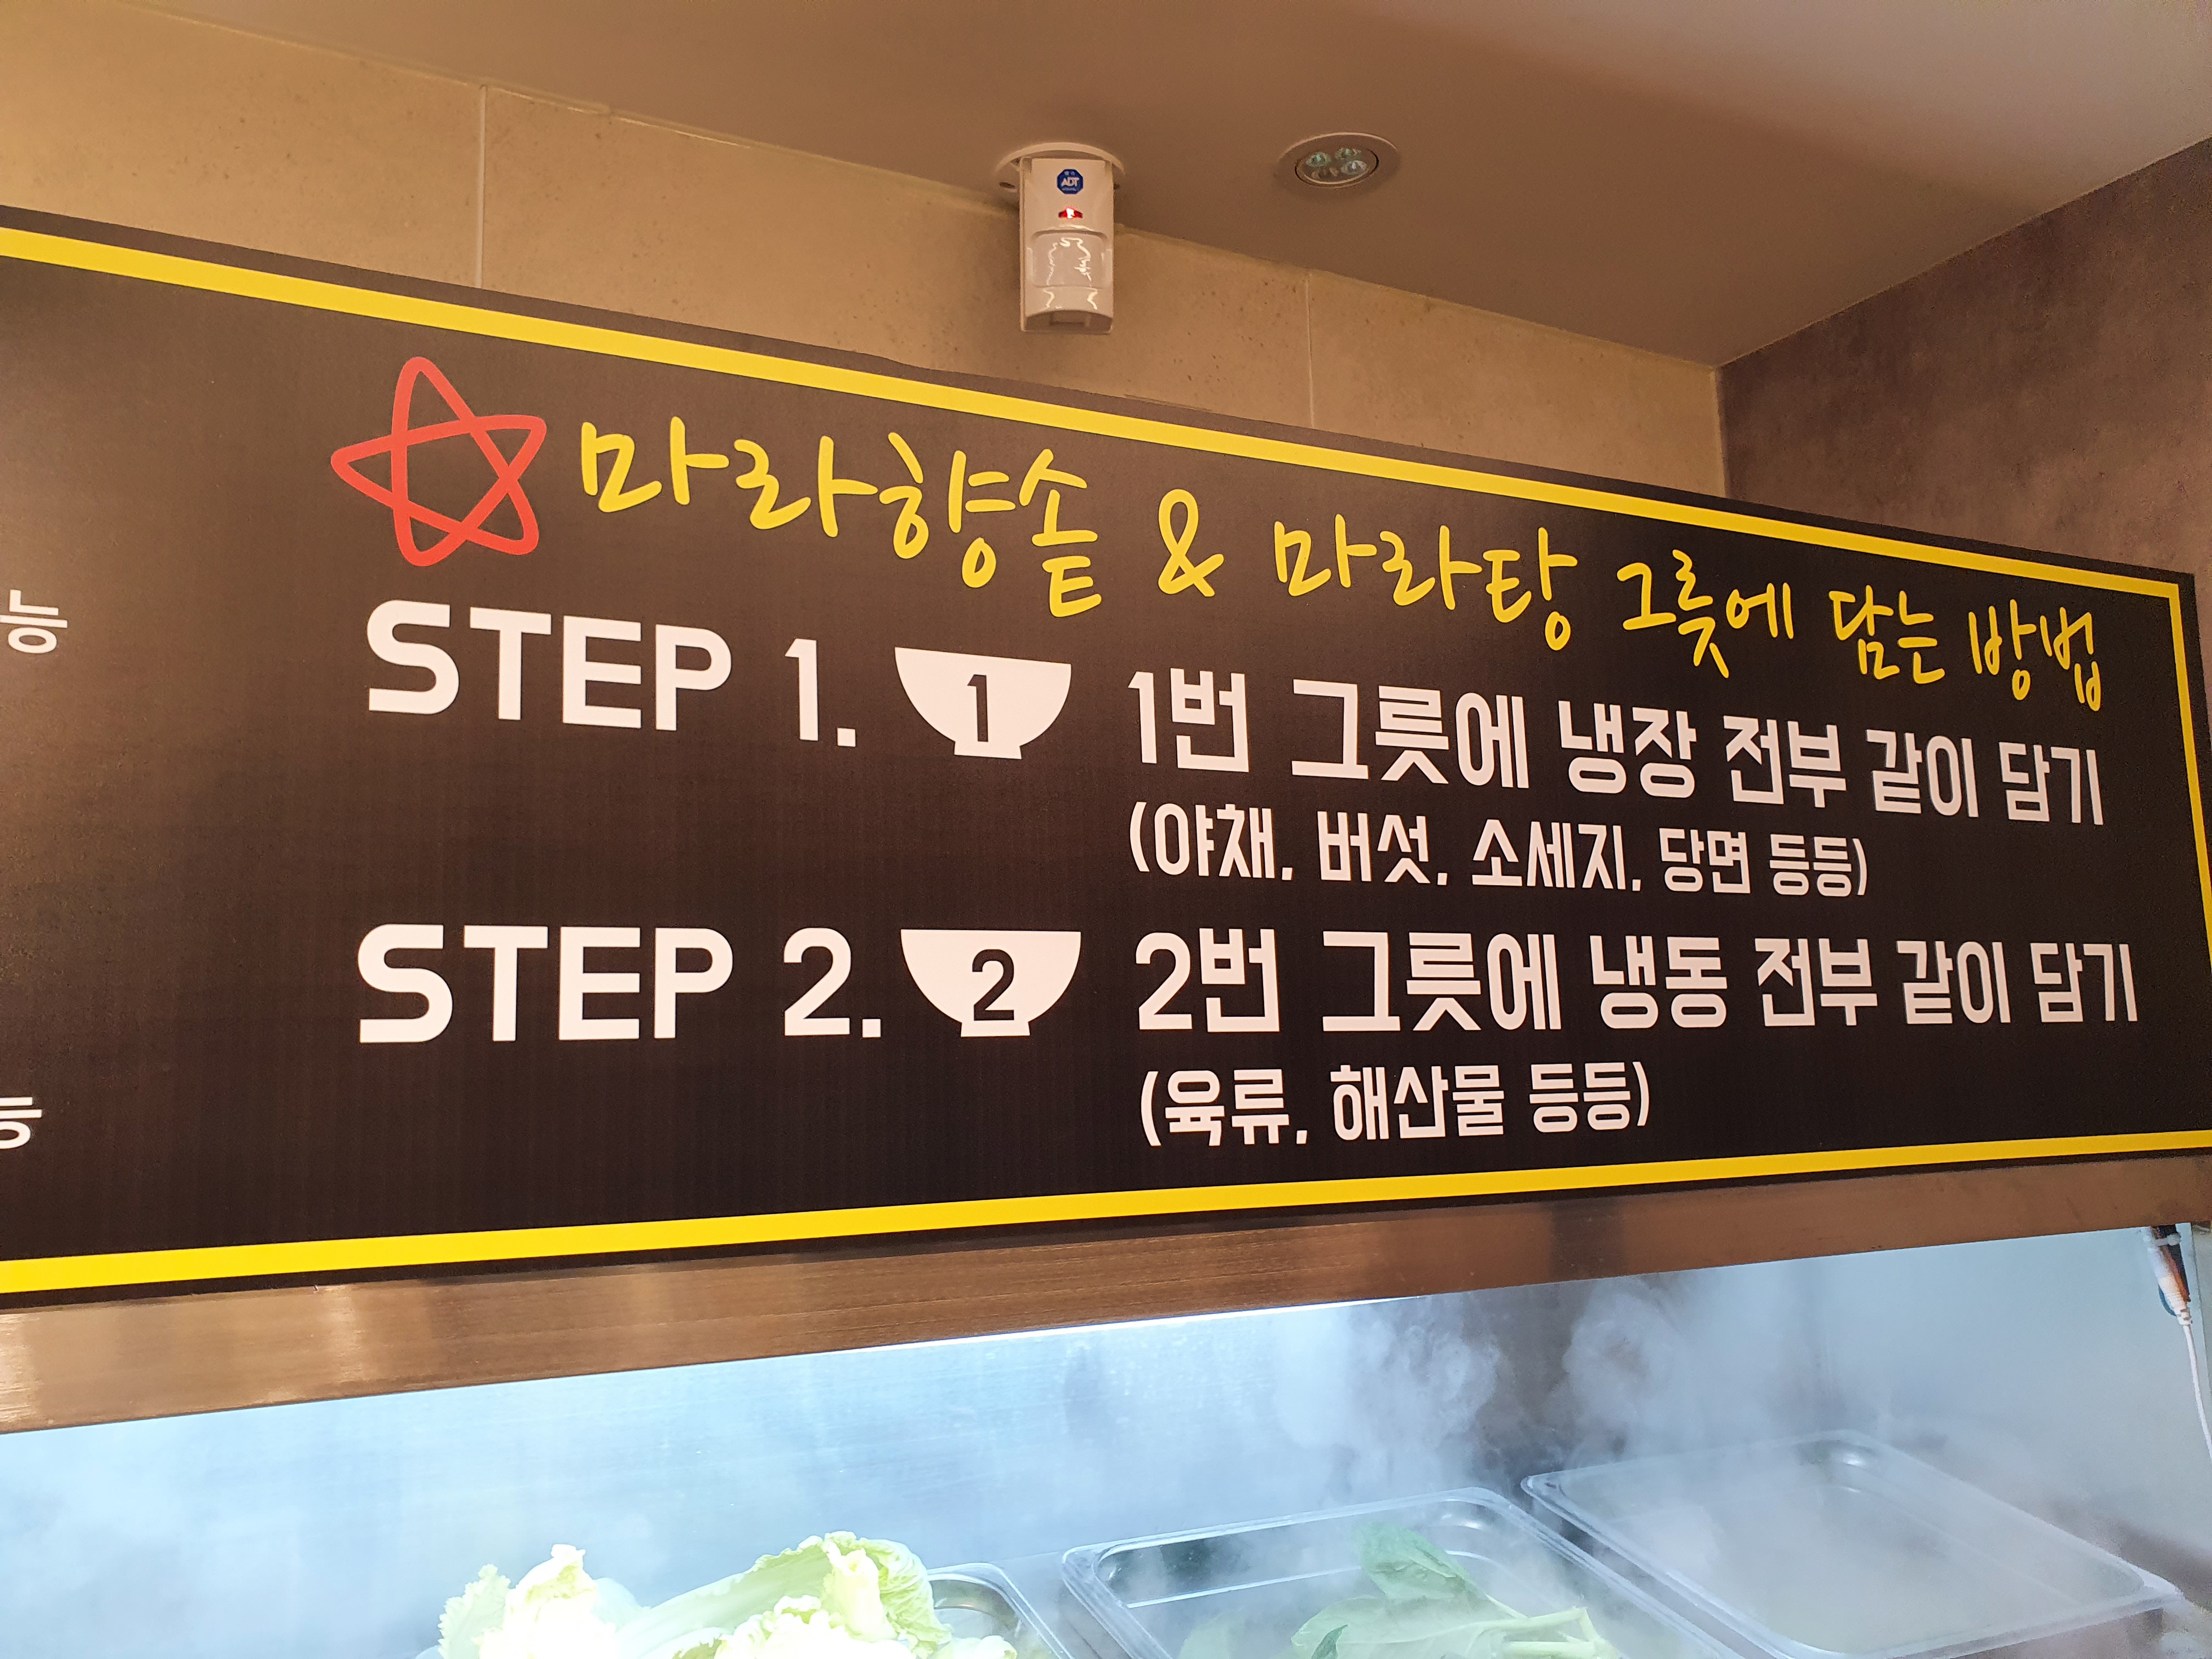 ADT
능
마라향솥 & 마라탕 그릇에 담는 방법
STEP 1. 1 1번 그릇에 냉장 전부 같이 담기
(야채, 버섯, 소세지, 당면 등등)
STEP 2. 2 2번 그릇에 냉동 전부 같이 담기
(육류, 해산물 등등)
능